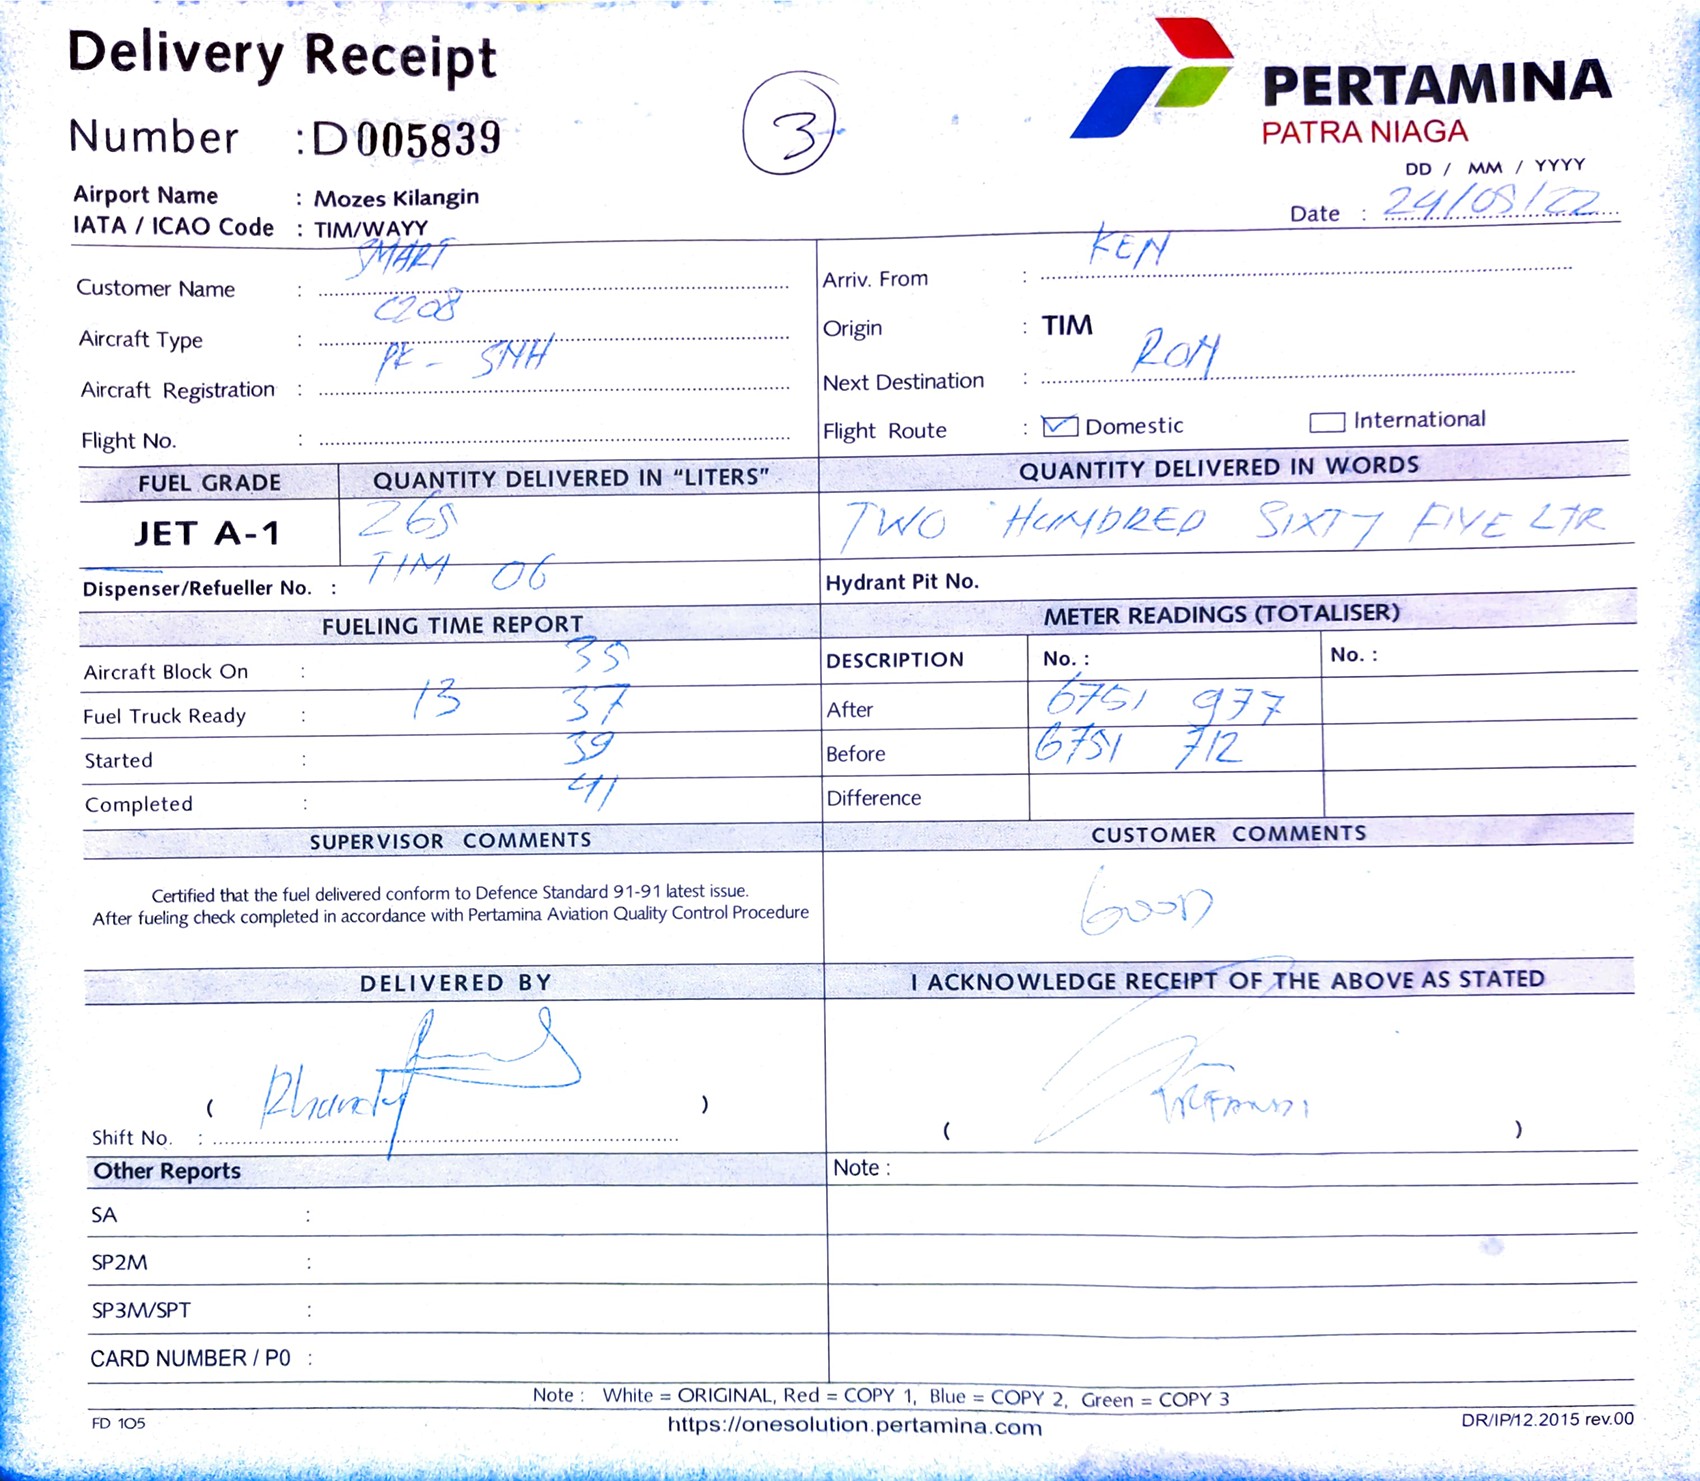 Delivery Receipt
Number : D 005839
3
PERTAMINA
PATRA NIAGA
DD / MM / YYYY
Date : 24/05/22
Airport Name : Mozes Kilangin
IATA / ICAO Code : TIM/WAYY
Customer Name : SMART
Aircraft Type : C208
Aircraft Registration : PK - SNH
Flight No. :
Arriv. From : KEN
Origin : TIM
Next Destination :
Flight Route : Domestic International
FUEL GRADE QUANTITY DELIVERED IN “LITERS” QUANTITY DELIVERED IN WORDS
JET A-1 265 TWO HUNDRED SIXTY FIVE LTR
Dispenser/Refueller No. : TIM 06 Hydrant Pit No.
FUELING TIME REPORT
Aircraft Block On : 35
Fuel Truck Ready : 13 37
Started : 39
Completed : 41
METER READINGS (TOTALISER)
DESCRIPTION No. : No. :
After 6751 977
Before 6751 712
Difference
SUPERVISOR COMMENTS
Certified that the fuel delivered conform to Defence Standard 91-91 latest issue.
After fueling check completed in accordance with Pertamina Aviation Quality Control Procedure
CUSTOMER COMMENTS
GOOD
DELIVERED BY
( )
Shift No. :
I ACKNOWLEDGE RECEIPT OF THE ABOVE AS STATED
( )
Other Reports
SA :
SP2M :
SP3M/SPT :
CARD NUMBER / P0 :
Note :
Note : White = ORIGINAL, Red = COPY 1, Blue = COPY 2, Green = COPY 3
FD 105
https://onesolution.pertamina.com
DR/IP/12.2015 rev.00